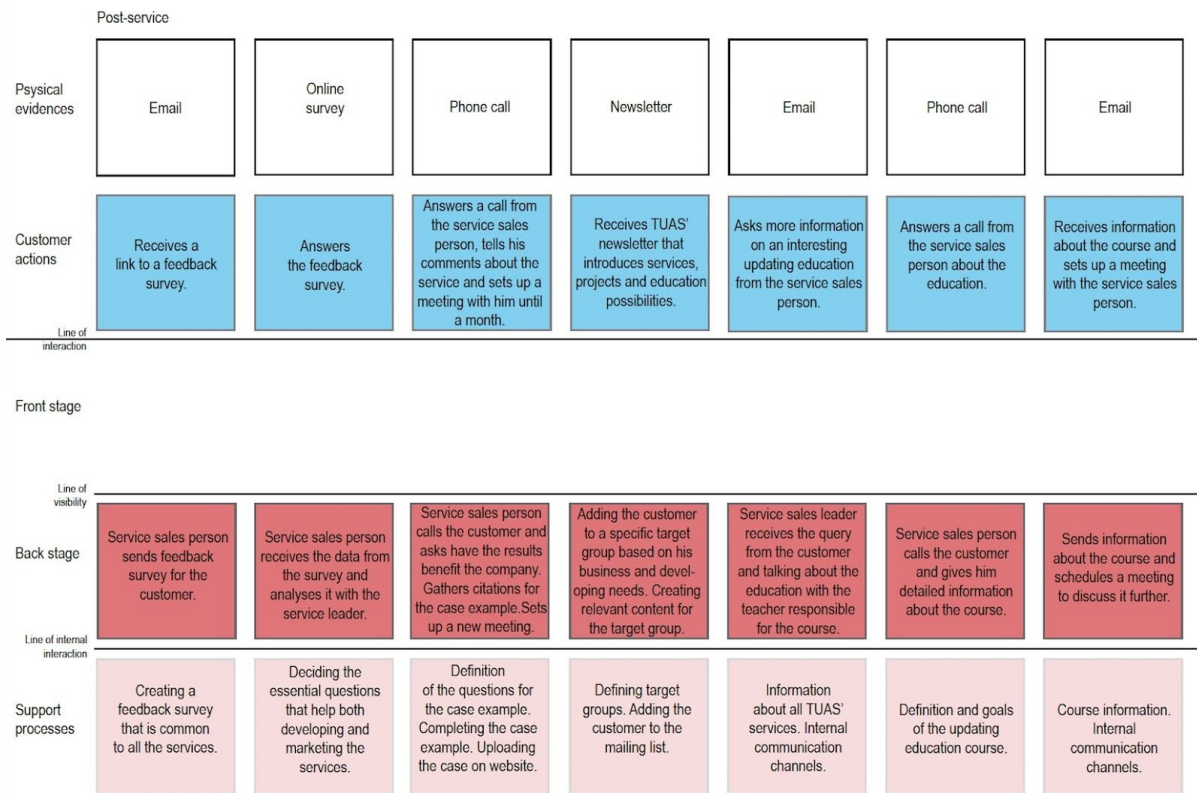 Post-service
Psysical
evidences
Email
Online
survey
Phone call
Newsletter
Email
Phone call
Email
Customer
actions
Receives a
link to a feedback
survey.
Answers
the feedback
survey.
Answers a call from
the service sales
person, tells his
comments about the
service and sets up a
meeting with him until
a month.
Receives TUAS'
newsletter that
introduces services,
projects and education
possibilities.
Asks more information
on an interesting
updating education
from the service sales
person.
Answers a call from
the service sales
person about the
education.
Receives information
about the course and
sets up a meeting
with the service sales
person.
Line of
interaction
Front stage
Line of
visibility
Back stage
Service sales person
sends feedback
survey for the
customer.
Service sales person
receives the data from
the survey and
analyses it with the
service leader.
Service sales person
calls the customer and
asks have the results
benefit the company.
Gathers citations for
the case example.Sets
up a new meeting.
Adding the customer
to a specific target
group based on his
business and devel-
oping needs. Creating
relevant content for
the target group.
Service sales leader
receives the query
from the customer
and talking about the
education with the
teacher responsible
for the course.
Service sales person
calls the customer
and gives him
detailed information
about the course.
Sends information
about the course and
schedules a meeting
to discuss it further.
Line of internal
interaction
Support
processes
Creating a
feedback survey
that is common
to all the services.
Deciding the
essential questions
that help both
developing and
marketing the
services.
Definition
of the questions for
the case example.
Completing the case
example. Uploading
the case on website.
Defining target
groups. Adding the
customer to the
mailing list.
Information
about all TUAS'
services. Internal
communication
channels.
Definition and goals
of the updating
education course.
Course information.
Internal
communication
channels.